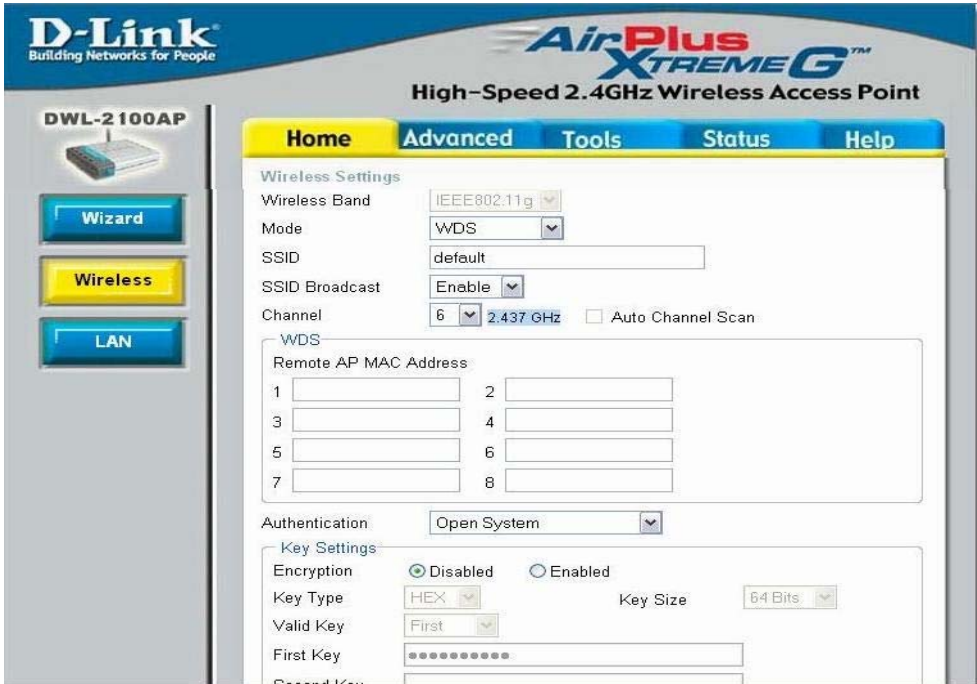 D-Link
Building Networks for People
AirPlus
XTREME G™
High-Speed 2.4GHz Wireless Access Point
DWL-2100AP
Home Advanced Tools Status Help
Wizard
Wireless
LAN
Wireless Settings
Wireless Band IEEE802.11g
Mode WDS
SSID default
SSID Broadcast Enable
Channel 6 2.437 GHz Auto Channel Scan
WDS
Remote AP MAC Address
1 2
3 4
5 6
7 8
Authentication Open System
Key Settings
Encryption Disabled Enabled
Key Type HEX Key Size 64 Bits
Valid Key First
First Key ●●●●●●●●●●
Second Key